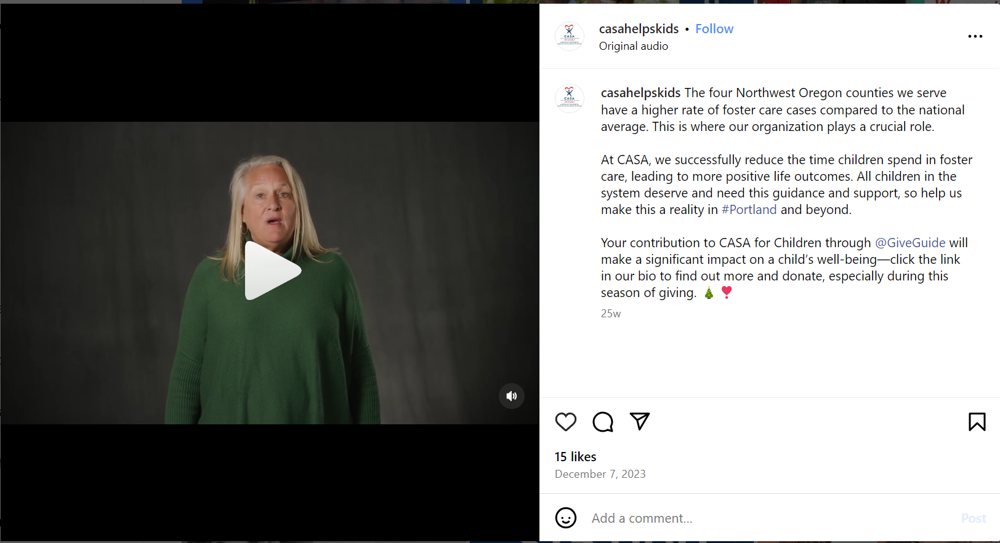 casahelpskids • Follow
Original audio
CASA
CASA
casahelpskids The four Northwest Oregon counties we serve
have a higher rate of foster care cases compared to the national
average. This is where our organization plays a crucial role.
At CASA, we successfully reduce the time children spend in foster
care, leading to more positive life outcomes. All children in the
system deserve and need this guidance and support, so help us
make this a reality in #Portland and beyond.
Your contribution to CASA for Children through @GiveGuide will
make a significant impact on a child's well-being—click the link
in our bio to find out more and donate, especially during this
season of giving. 🎄 ❣️
25w
15 likes
December 7, 2023
Add a comment...
Post